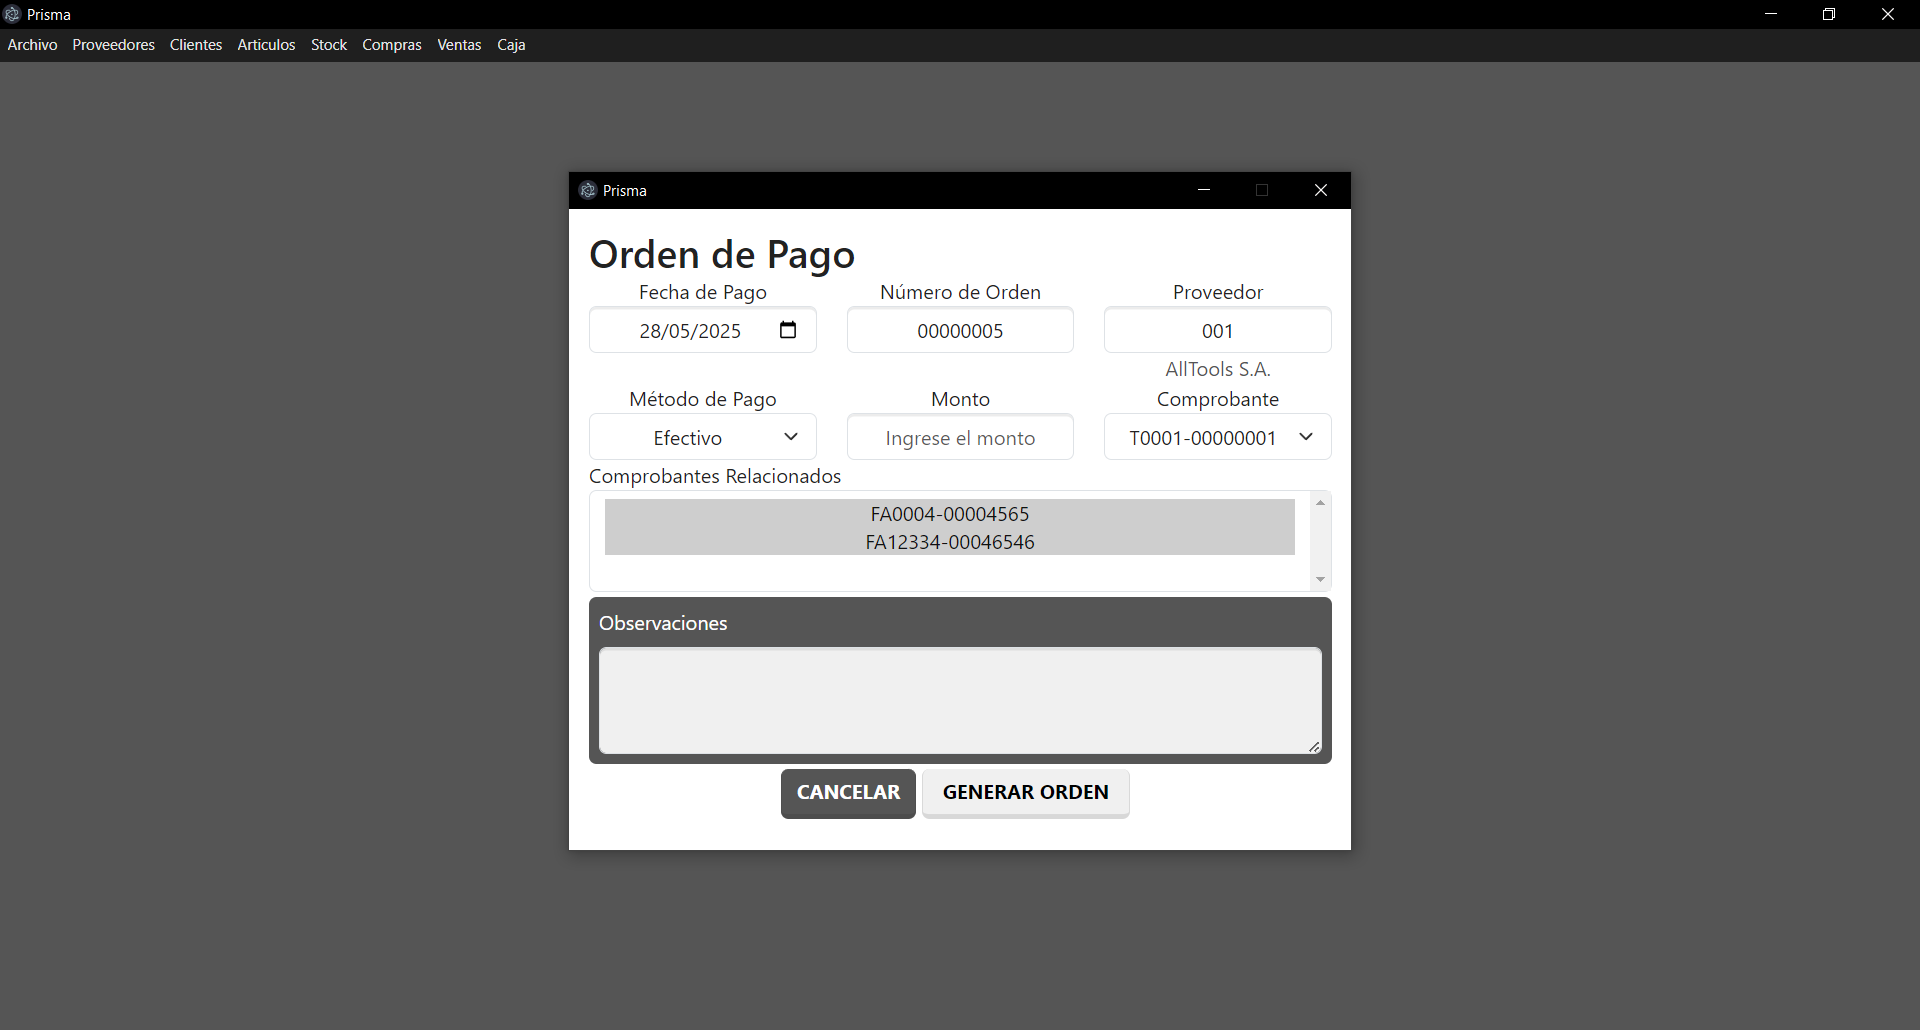 Prisma
Archivo Proveedores Clientes Articulos Stock Compras Ventas Caja
Prisma
Orden de Pago
Fecha de Pago Número de Orden Proveedor
28/05/2025 00000005 001
AllTools S.A.
Método de Pago Monto Comprobante
Efectivo Ingrese el monto T0001-00000001
Comprobantes Relacionados
FA0004-00004565
FA12334-00046546
Observaciones
CANCELAR GENERAR ORDEN